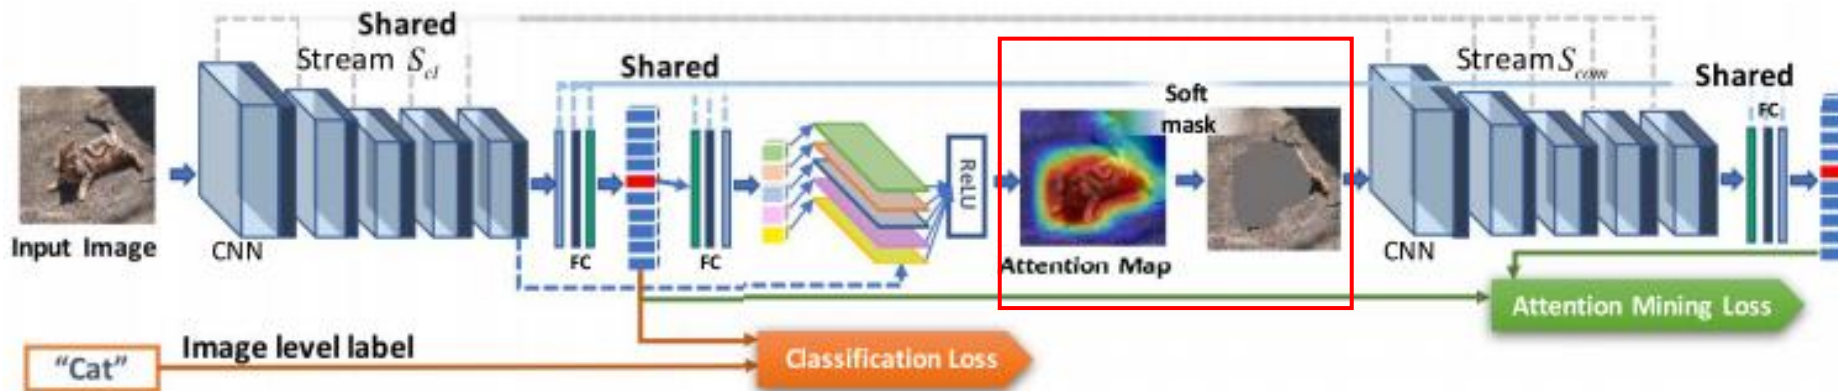 Shared
Stream S_cl
Shared
Stream S_com
Shared
FC
Soft
mask
ReLU
Input Image
CNN
FC
FC
Attention Map
CNN
Attention Mining Loss
Image level label
"Cat"
Classification Loss